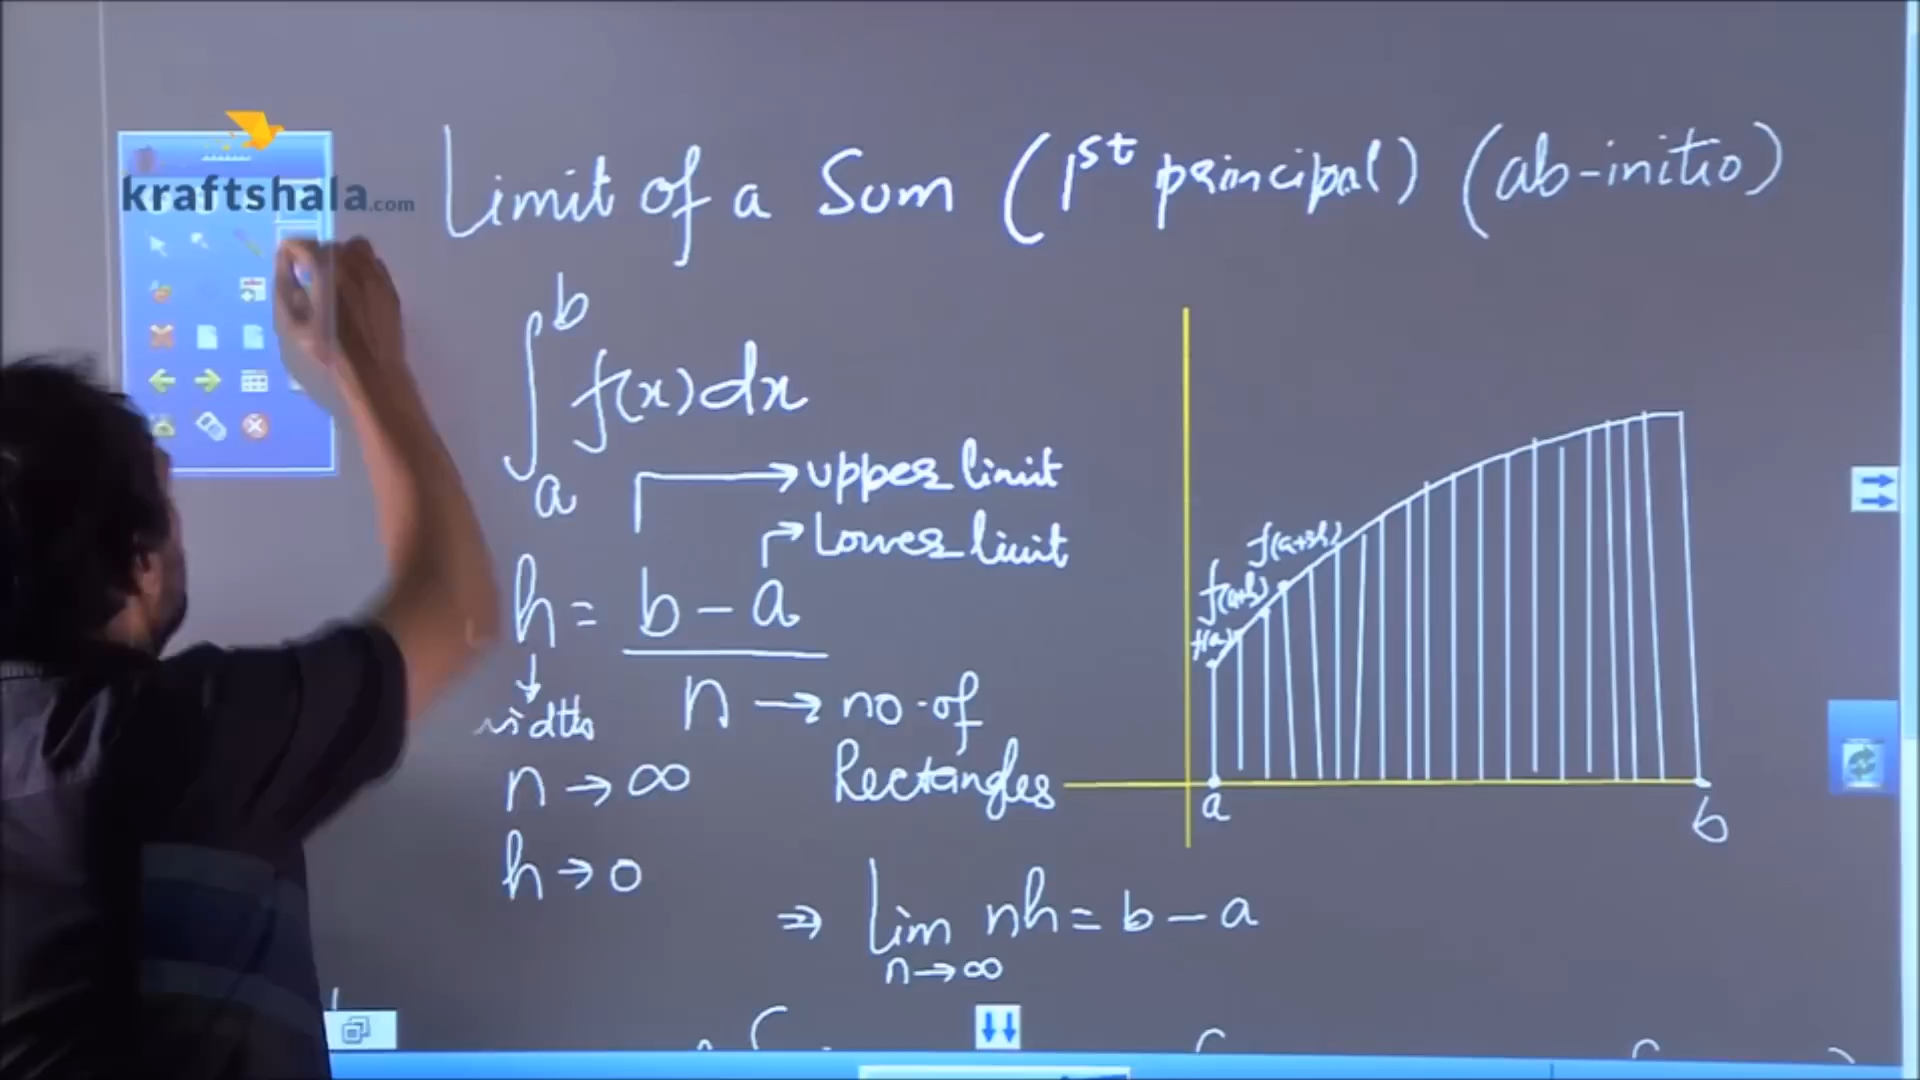 kraftshala.com
Limit of a Sum (1st principal) (ab-initio)
∫ₐᵇ f(x)dx
→ upper limit
→ Lower limit
h = b - a
n → no. of
Rectangles
width
n → ∞
h → 0
⇒ lim nh = b - a
n → ∞
f(a)
f(a+h)
a
b